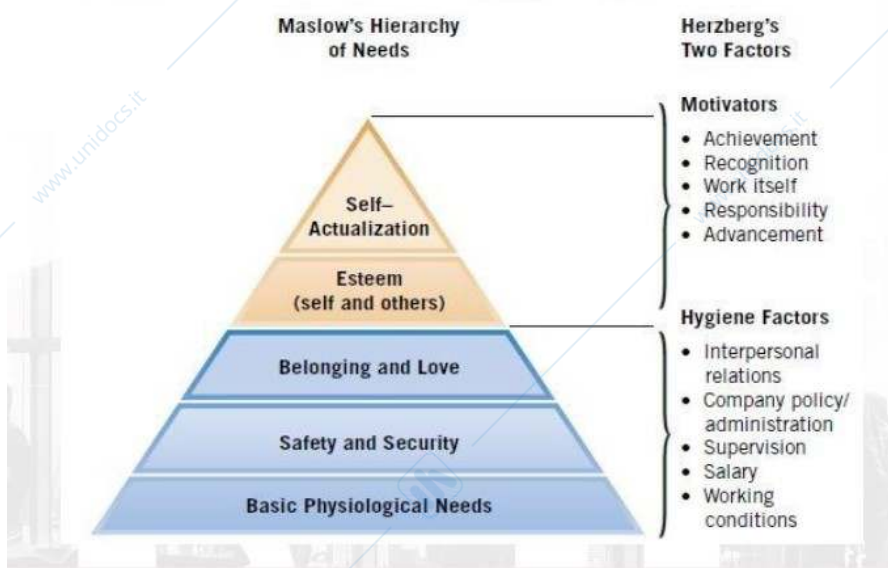 Maslow's Hierarchy
of Needs
Self–
Actualization
Esteem
(self and others)
Belonging and Love
Safety and Security
Basic Physiological Needs
Herzberg's
Two Factors
Motivators
• Achievement
• Recognition
• Work itself
• Responsibility
• Advancement
Hygiene Factors
• Interpersonal
relations
• Company policy/
administration
• Supervision
• Salary
• Working
conditions
www.unidocs.it